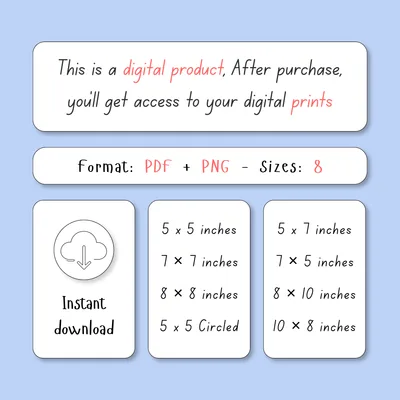 This is a digital product, After purchase,
you'll get access to your digital prints
Format: PDF + PNG - Sizes: 8
Instant
download
5 x 5 inches
7 × 7 inches
8 × 8 inches
5 x 5 Circled
5 x 7 inches
7 × 5 inches
8 × 10 inches
10 × 8 inches